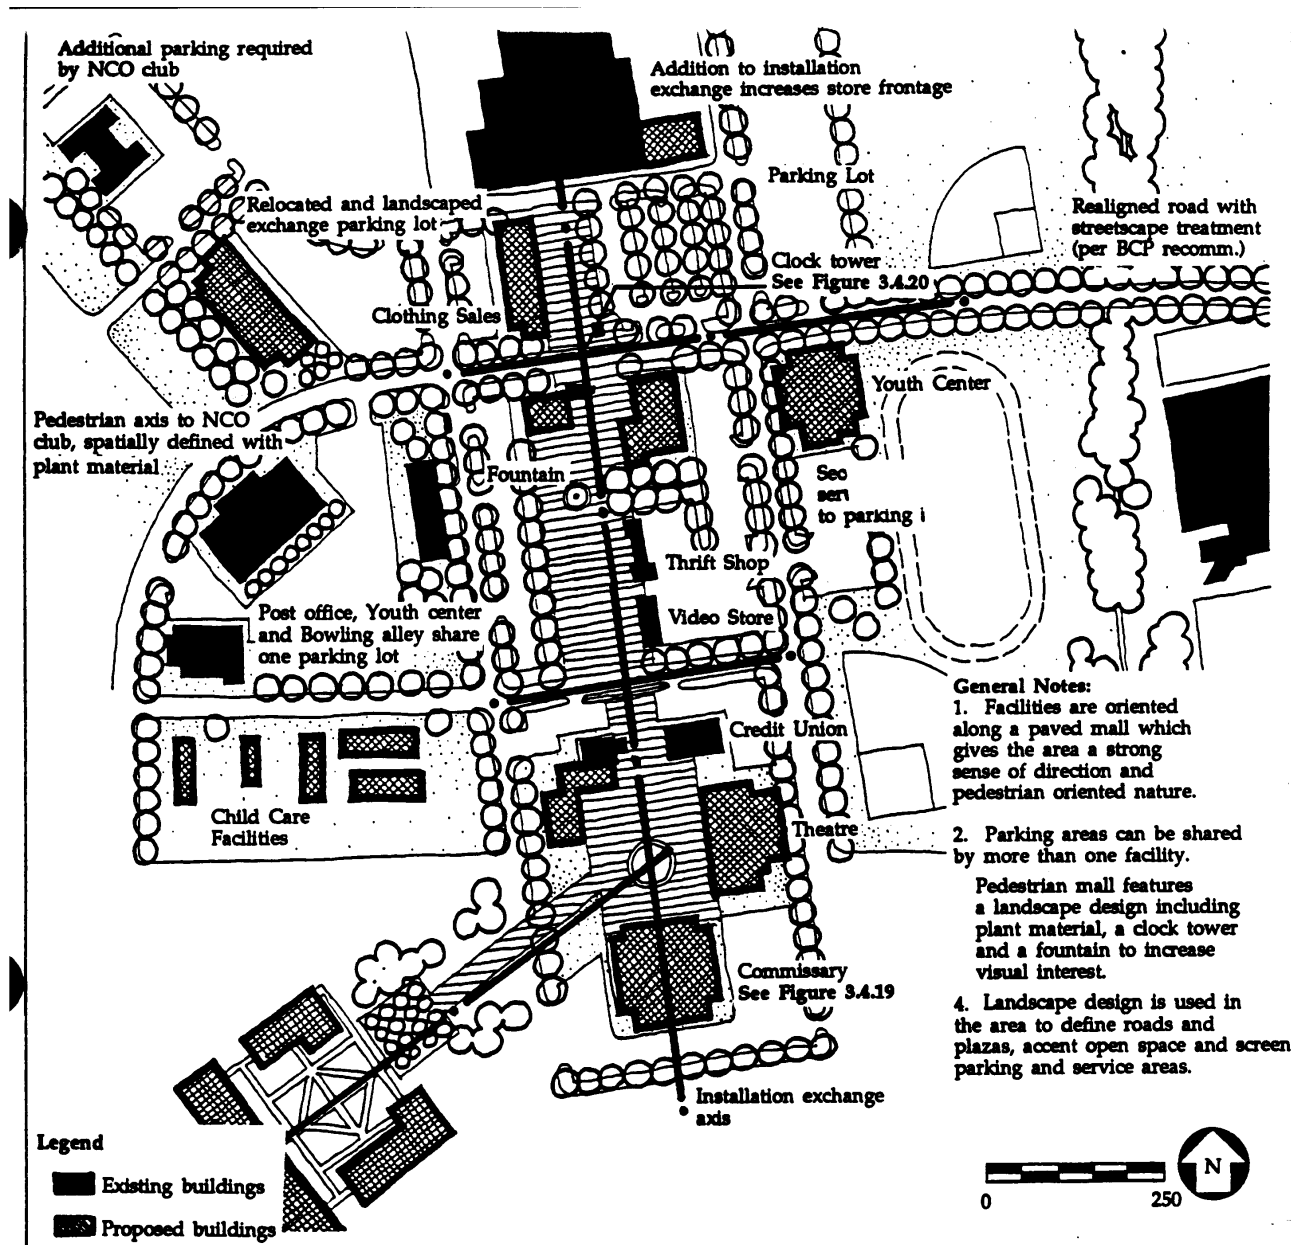 Additional parking required
by NCO club
Addition to installation
exchange increases store frontage
Parking Lot
Relocated and landscaped
exchange parking lot
Realigned road with
streetscape treatment
(per BCP recomm.)
Clock tower
See Figure 3.4.20
Clothing Sales
Youth Center
Pedestrian axis to NCO
club, spatially defined with
plant material
Fountain
to parking
Thrift Shop
Post office, Youth center
and Bowling alley share
one parking lot
Video Store
General Notes:
1. Facilities are oriented
along a paved mall which
gives the area a strong
sense of direction and
pedestrian oriented nature.
Credit Union
Child Care
Facilities
Theatre
2. Parking areas can be shared
by more than one facility.
Pedestrian mall features
a landscape design including
plant material, a clock tower
and a fountain to increase
visual interest.
Commissary
See Figure 3.4.19
4. Landscape design is used in
the area to define roads and
plazas, accent open space and screen
parking and service areas.
Installation exchange
axis
Legend
Existing buildings
Proposed buildings
N
0 250